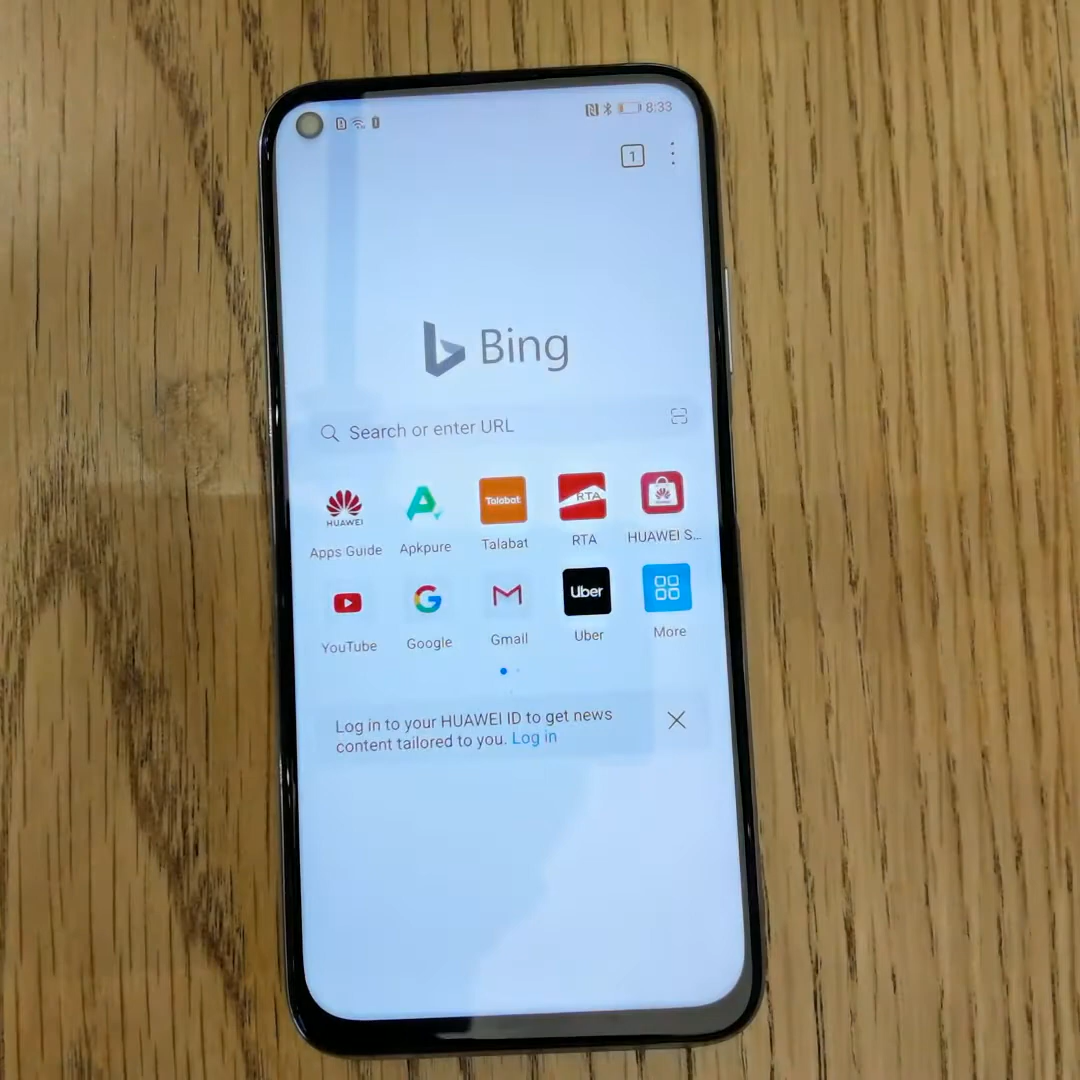 8:33
1
Bing
Search or enter URL
HUAWEI
Talabat
RTA
Apps Guide
Apkpure
Talabat
RTA
HUAWEI S...
Uber
YouTube
Google
Gmail
Uber
More
Log in to your HUAWEI ID to get news
content tailored to you. Log in